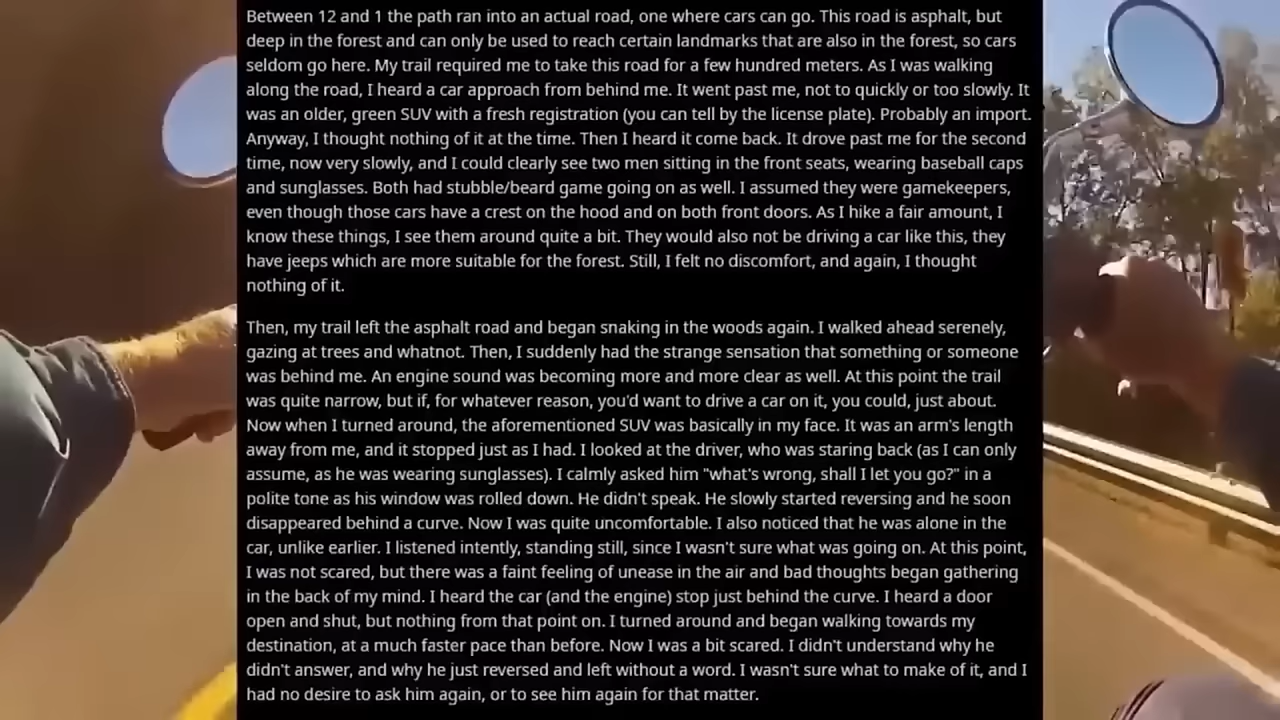 Between 12 and 1 the path ran into an actual road, one where cars can go. This road is asphalt, but
deep in the forest and can only be used to reach certain landmarks that are also in the forest, so cars
seldom go here. My trail required me to take this road for a few hundred meters. As I was walking
along the road, I heard a car approach from behind me. It went past me, not to quickly or too slowly. It
was an older, green SUV with a fresh registration (you can tell by the license plate). Probably an import.
Anyway, I thought nothing of it at the time. Then I heard it come back. It drove past me for the second
time, now very slowly, and I could clearly see two men sitting in the front seats, wearing baseball caps
and sunglasses. Both had stubble/beard game going on as well. I assumed they were gamekeepers,
even though those cars have a crest on the hood and on both front doors. As I hike a fair amount, I
know these things, I see them around quite a bit. They would also not be driving a car like this, they
have jeeps which are more suitable for the forest. Still, I felt no discomfort, and again, I thought
nothing of it.
Then, my trail left the asphalt road and began snaking in the woods again. I walked ahead serenely,
gazing at trees and whatnot. Then, I suddenly had the strange sensation that something or someone
was behind me. An engine sound was becoming more and more clear as well. At this point the trail
was quite narrow, but if, for whatever reason, you'd want to drive a car on it, you could, just about.
Now when I turned around, the aforementioned SUV was basically in my face. It was an arm's length
away from me, and it stopped just as I had. I looked at the driver, who was staring back (as I can only
assume, as he was wearing sunglasses). I calmly asked him "what's wrong, shall I let you go?" in a
polite tone as his window was rolled down. He didn't speak. He slowly started reversing and he soon
disappeared behind a curve. Now I was quite uncomfortable. I also noticed that he was alone in the
car, unlike earlier. I listened intently, standing still, since I wasn't sure what was going on. At this point,
I was not scared, but there was a faint feeling of unease in the air and bad thoughts began gathering
in the back of my mind. I heard the car (and the engine) stop just behind the curve. I heard a door
open and shut, but nothing from that point on. I turned around and began walking towards my
destination, at a much faster pace than before. Now I was a bit scared. I didn't understand why he
didn't answer, and why he just reversed and left without a word. I wasn't sure what to make of it, and I
had no desire to ask him again, or to see him again for that matter.